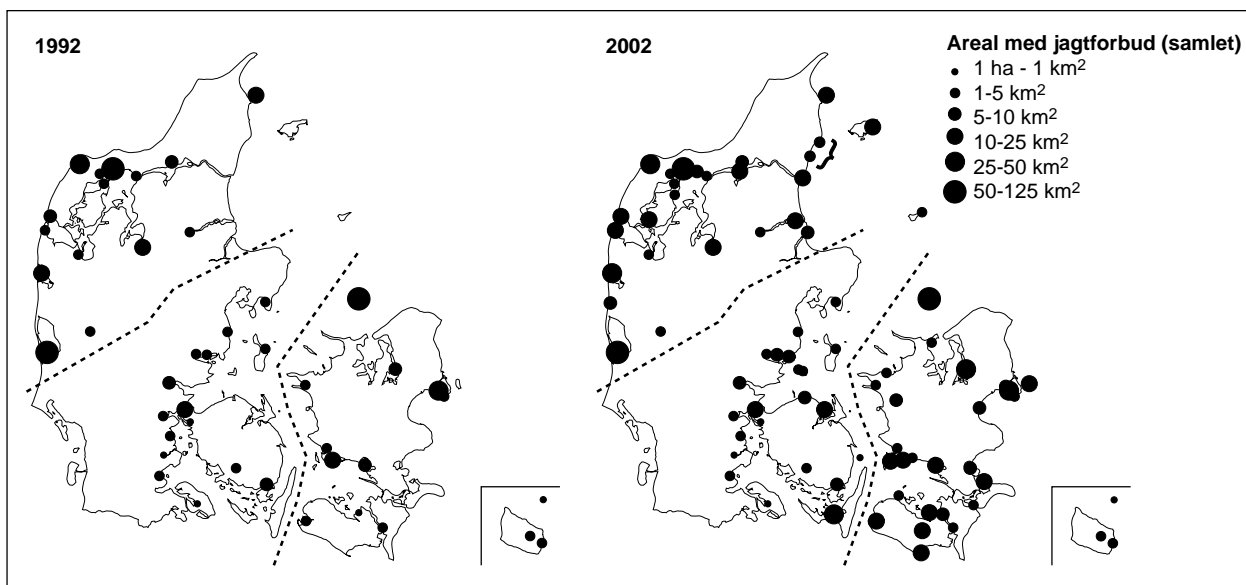 1992
2002
Areal med jagtforbud (samlet)
1 ha - 1 km²
1-5 km²
5-10 km²
10-25 km²
25-50 km²
50-125 km²